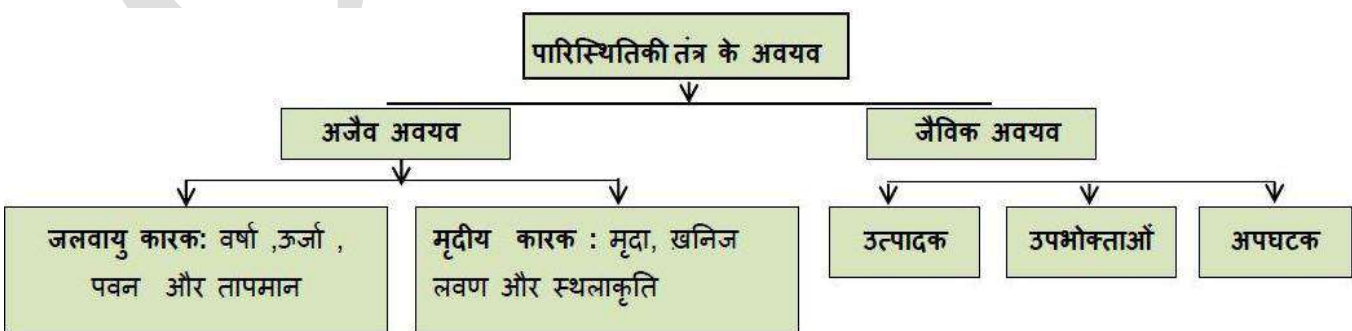 पारिस्थितिकी तंत्र के अवयव
अजैव अवयव
जैविक अवयव
जलवायु कारक: वर्षा ,ऊर्जा ,
पवन और तापमान
मृदीय कारक : मृदा, ख़निज
लवण और स्थलाकृति
उत्पादक
उपभोक्ताओं
अपघटक